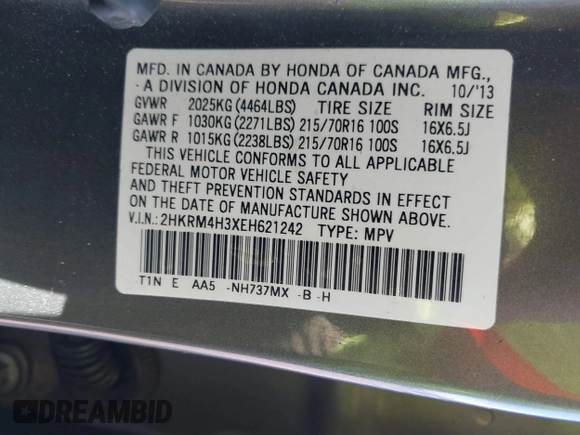 MFD. IN CANADA BY HONDA OF CANADA MFG.,
A DIVISION OF HONDA CANADA INC. 10/'13
GVWR 2025KG(4464LBS) TIRE SIZE RIM SIZE
GAWR F 1030KG(2271LBS)215/70R16 100S 16X6.5J
GAWR R 1015KG(2238LBS)215/70R16 100S 16X6.5J
THIS VEHICLE CONFORMS TO ALL APPLICABLE
FEDERAL MOTOR VEHICLE SAFETY
AND THEFT PREVENTION STANDARDS IN EFFECT
ON THE DATE OF MANUFACTURE SHOWN ABOVE.
V.I.N.:2HKRM4H3XEH621242 TYPE: MPV
T1N E AA5 -NH737MX -B -H
DREAMBID